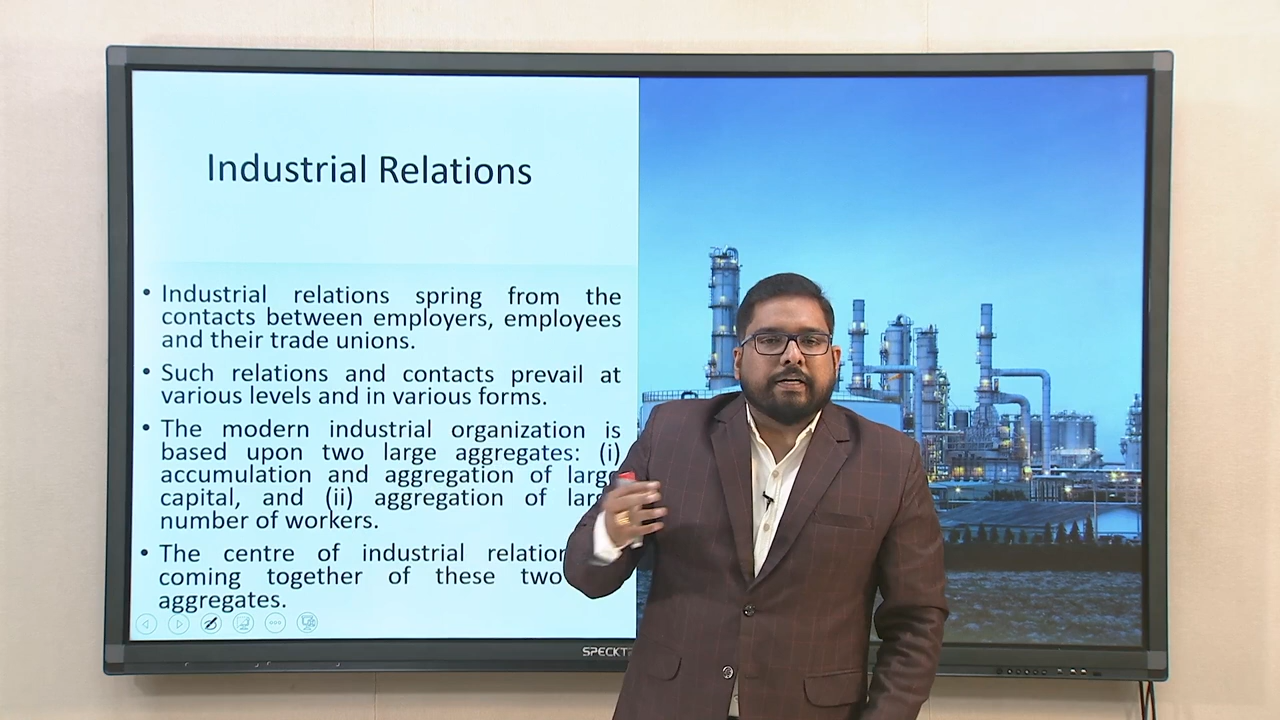 Industrial Relations
• Industrial relations spring from the
contacts between employers, employees
and their trade unions.
• Such relations and contacts prevail at
various levels and in various forms.
• The modern industrial organization is
based upon two large aggregates: (i)
accumulation and aggregation of large
capital, and (ii) aggregation of large
number of workers.
• The centre of industrial
coming together of these two
aggregates.